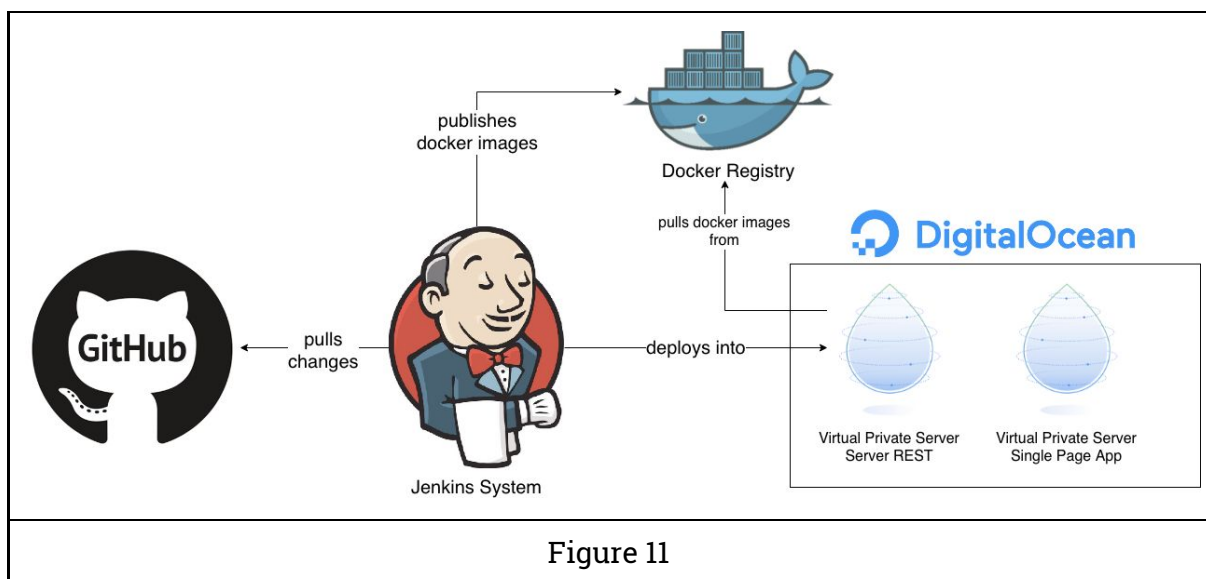 publishes
docker images
Docker Registry
pulls docker images
from
DigitalOcean
GitHub
pulls
changes
deploys into
Virtual Private Server
Server REST
Virtual Private Server
Single Page App
Jenkins System
Figure 11